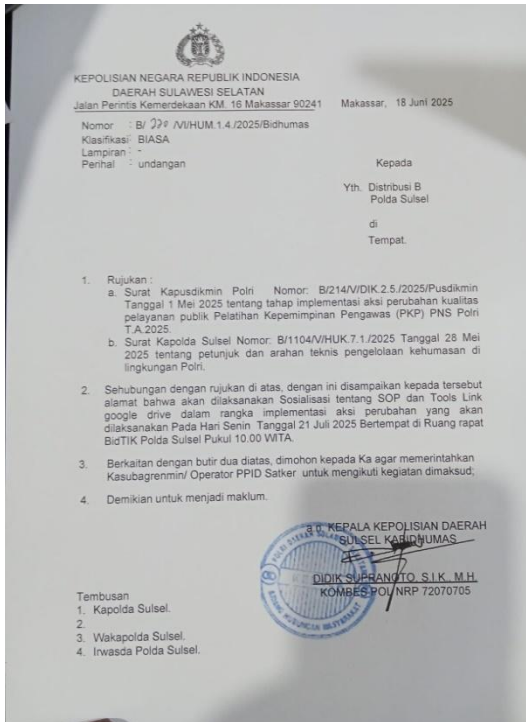 KEPOLISIAN NEGARA REPUBLIK INDONESIA
DAERAH SULAWESI SELATAN
Jalan Perintis Kemerdekaan KM. 16 Makassar 90241
Makassar, 18 Juni 2025
Nomor : B/ 770 /VI/HUM.1.4./2025/Bidhumas
Klasifikasi : BIASA
Lampiran : -
Perihal : undangan
Kepada
Yth. Distribusi B
Polda Sulsel
di
Tempat.
1. Rujukan :
a. Surat Kapusdikmin Polri Nomor: B/214/V/DIK.2.5./2025/Pusdikmin
Tanggal 1 Mei 2025 tentang tahap implementasi aksi perubahan kualitas
pelayanan publik Pelatihan Kepemimpinan Pengawas (PKP) PNS Polri
T.A.2025.
b. Surat Kapolda Sulsel Nomor: B/1104/V/HUK.7.1./2025 Tanggal 28 Mei
2025 tentang petunjuk dan arahan teknis pengelolaan kehumasan di
lingkungan Polri.
2. Sehubungan dengan rujukan di atas, dengan ini disampaikan kepada tersebut
alamat bahwa akan dilaksanakan Sosialisasi tentang SOP dan Tools Link
google drive dalam rangka implementasi aksi perubahan yang akan
dilaksanakan Pada Hari Senin Tanggal 21 Juli 2025 Bertempat di Ruang rapat
BidTIK Polda Sulsel Pukul 10.00 WITA.
3. Berkaitan dengan butir dua diatas, dimohon kepada Ka agar memerintahkan
Kasubagrenmin/ Operator PPID Satker untuk mengikuti kegiatan dimaksud;
4. Demikian untuk menjadi maklum.
a.n. KEPALA KEPOLISIAN DAERAH
SULSEL KABIDHUMAS
DIDIK SUPRANOTO, S.I.K., M.H.
KOMBES POL NRP 72070705
Tembusan
1. Kapolda Sulsel.
2.
3. Wakapolda Sulsel.
4. Irwasda Polda Sulsel.